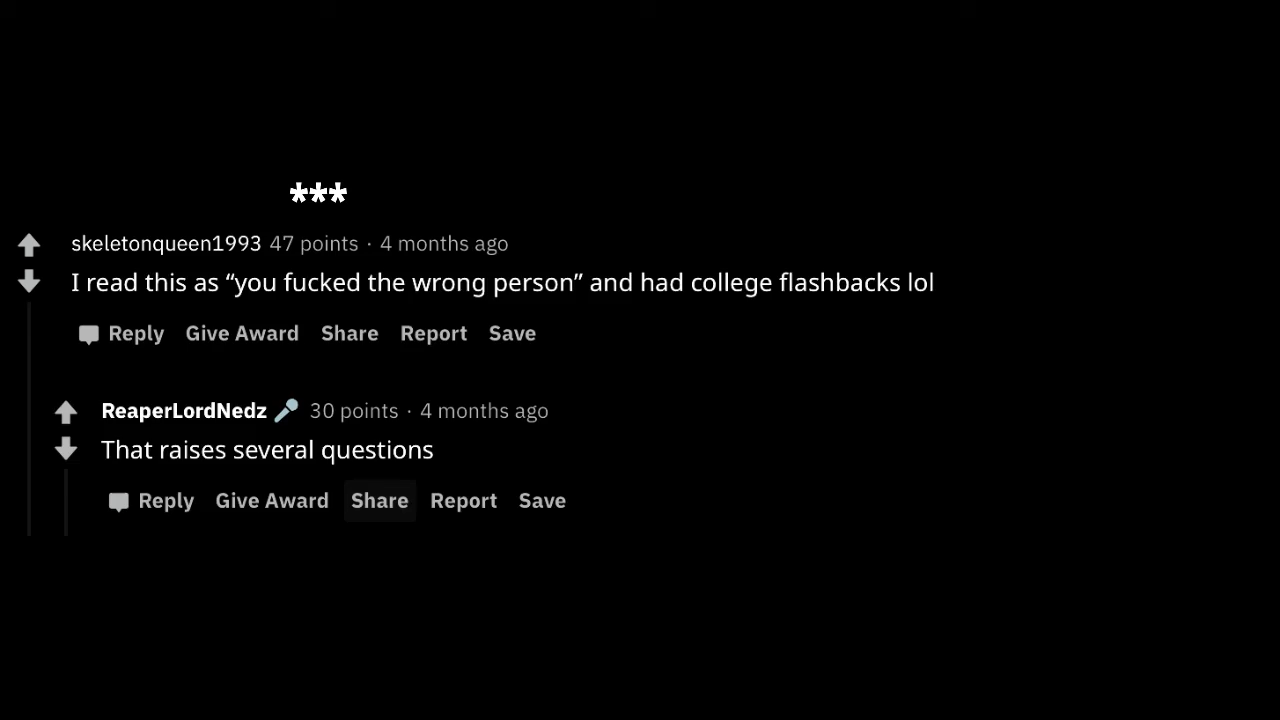 ***
skeletonqueen1993 47 points · 4 months ago
I read this as “you fucked the wrong person” and had college flashbacks lol
Reply Give Award Share Report Save
ReaperLordNedz 30 points · 4 months ago
That raises several questions
Reply Give Award Share Report Save